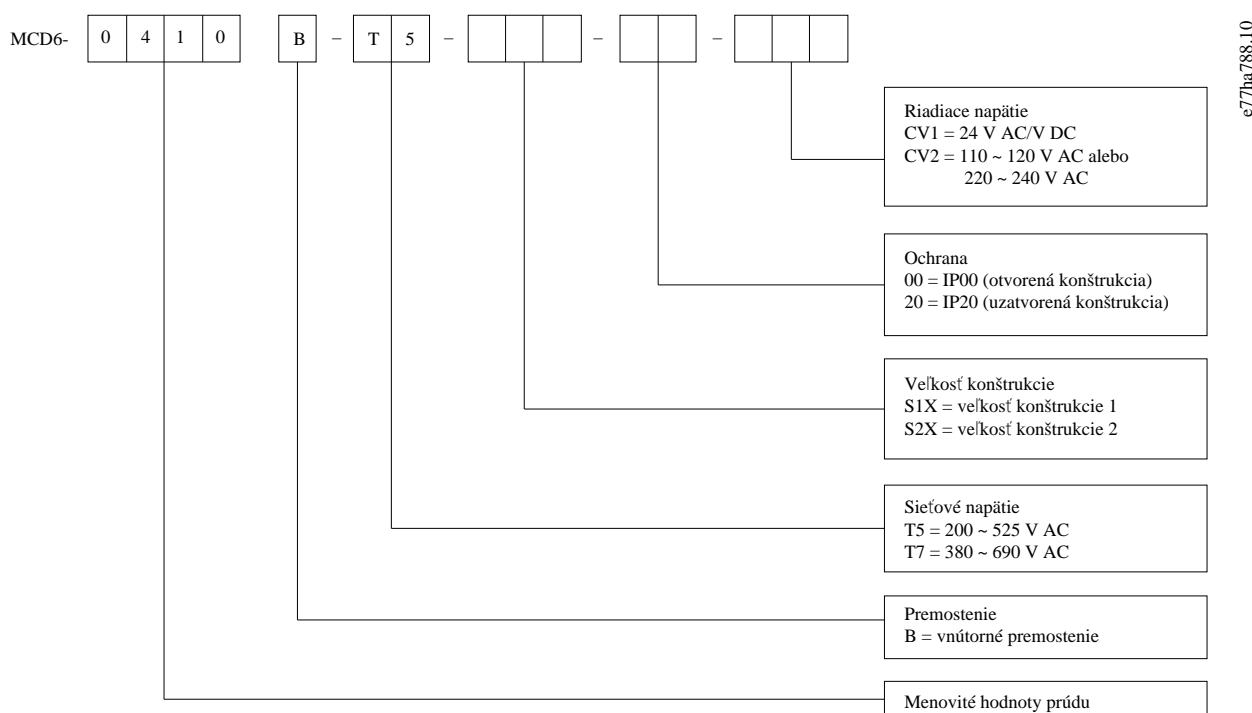 MCD6- 0 4 1 0 B – T 5 – – –
e77ha788.10
Riadiace napätie
CV1 = 24 V AC/V DC
CV2 = 110 ~ 120 V AC alebo
220 ~ 240 V AC
Ochrana
00 = IP00 (otvorená konštrukcia)
20 = IP20 (uzatvorená konštrukcia)
Veľkosť konštrukcie
S1X = veľkosť konštrukcie 1
S2X = veľkosť konštrukcie 2
Sieťové napätie
T5 = 200 ~ 525 V AC
T7 = 380 ~ 690 V AC
Premostenie
B = vnútorné premostenie
Menovité hodnoty prúdu